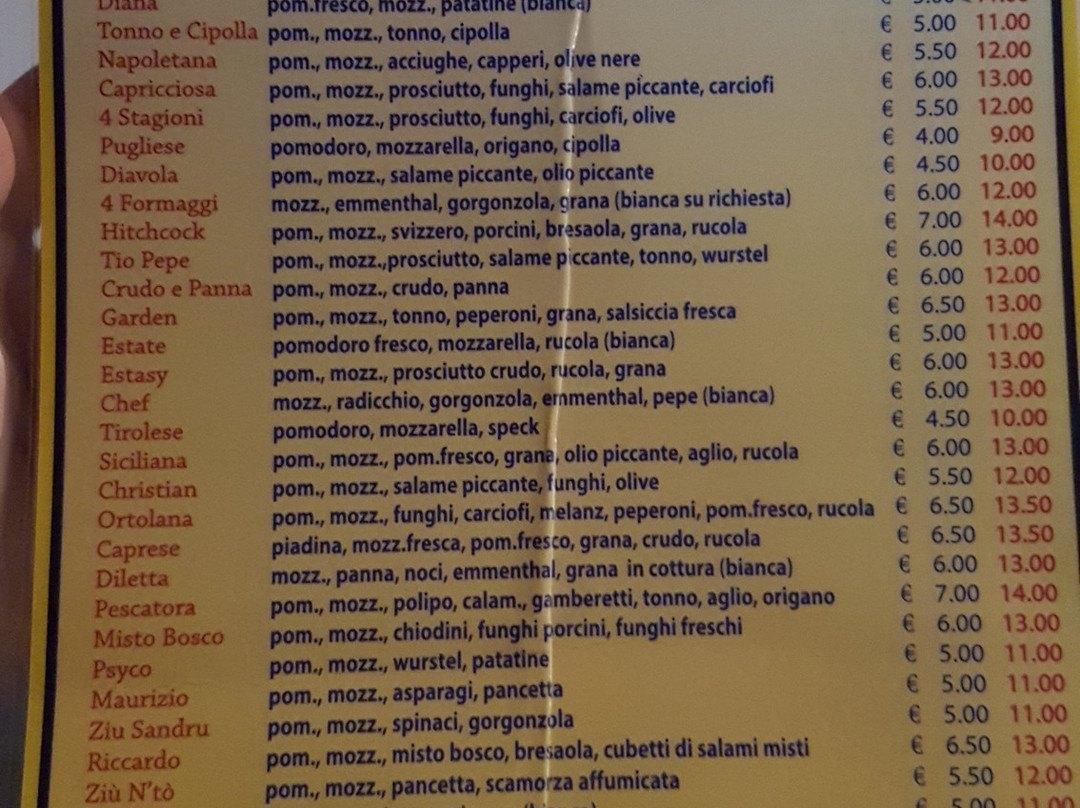 Diana pom.fresco, mozz., patatine (bianca) €
Tonno e Cipolla pom., mozz., tonno, cipolla € 5.00 11.00
Napoletana pom., mozz., acciughe, capperi, olive nere € 5.50 12.00
Capricciosa pom., mozz., prosciutto, funghi, salame piccante, carciofi € 6.00 13.00
4 Stagioni pom., mozz., prosciutto, funghi, carciofi, olive € 5.50 12.00
Pugliese pomodoro, mozzarella, origano, cipolla € 4.00 9.00
Diavola pom., mozz., salame piccante, olio piccante € 4.50 10.00
4 Formaggi mozz., emmenthal, gorgonzola, grana (bianca su richiesta) € 6.00 12.00
Hitchcock pom., mozz., svizzero, porcini, bresaola, grana, rucola € 7.00 14.00
Tio Pepe pom., mozz.,prosciutto, salame piccante, tonno, wurstel € 6.00 13.00
Crudo e Panna pom., mozz., crudo, panna € 6.00 12.00
Garden pom., mozz., tonno, peperoni, grana, salsiccia fresca € 6.50 13.00
Estate pomodoro fresco, mozzarella, rucola (bianca) € 5.00 11.00
Estasy pom., mozz., prosciutto crudo, rucola, grana € 6.00 13.00
Chef mozz., radicchio, gorgonzola, emmenthal, pepe (bianca) € 6.00 13.00
Tirolese pomodoro, mozzarella, speck € 4.50 10.00
Siciliana pom., mozz., pom.fresco, grana, olio piccante, aglio, rucola € 6.00 13.00
Christian pom., mozz., salame piccante, funghi, olive € 5.50 12.00
Ortolana pom., mozz., funghi, carciofi, melanz, peperoni, pom.fresco, rucola € 6.50 13.50
Caprese piadina, mozz.fresca, pom.fresco, grana, crudo, rucola € 6.50 13.50
Diletta mozz., panna, noci, emmenthal, grana in cottura (bianca) € 6.00 13.00
Pescatora pom., mozz., polipo, calam., gamberetti, tonno, aglio, origano € 7.00 14.00
Misto Bosco pom., mozz., chiodini, funghi porcini, funghi freschi € 6.00 13.00
Psyco pom., mozz., wurstel, patatine € 5.00 11.00
Maurizio pom., mozz., asparagi, pancetta € 5.00 11.00
Ziu Sandru pom., mozz., spinaci, gorgonzola € 5.00 11.00
Riccardo pom., mozz., misto bosco, bresaola, cubetti di salami misti € 6.50 13.00
Ziù N'tò pom., mozz., pancetta, scamorza affumicata € 5.50 12.00
€ 5.00 11.00